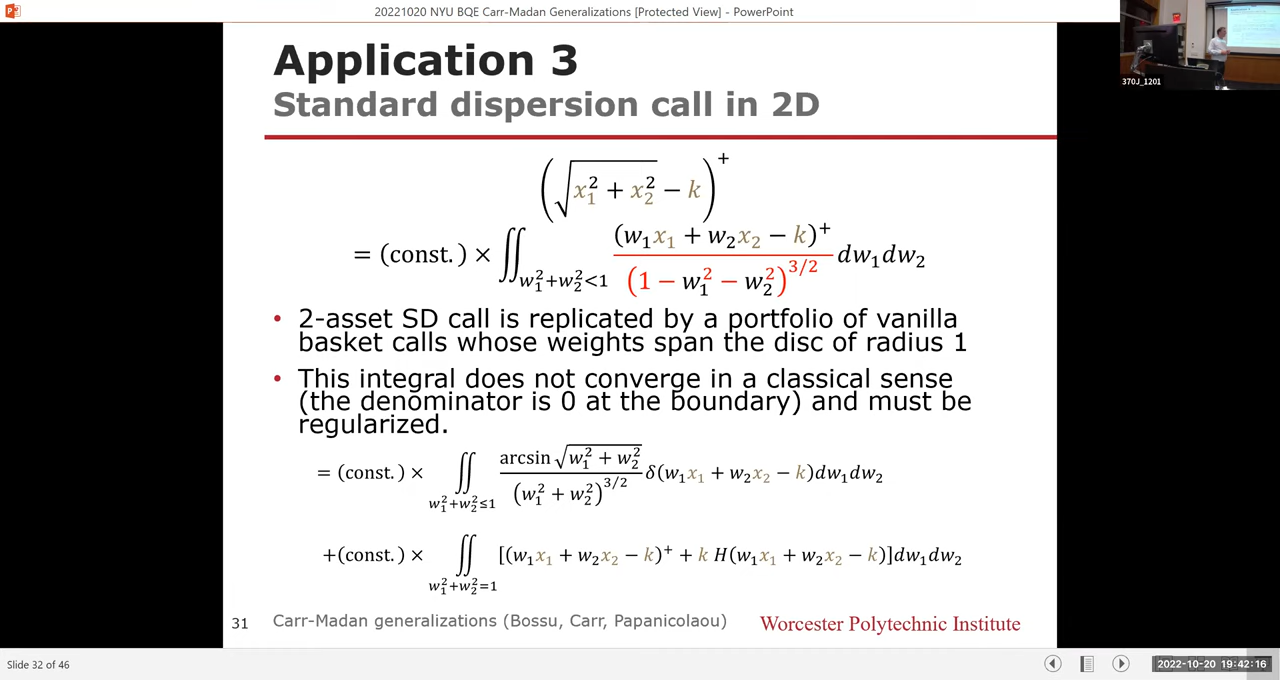 20221020 NYU BQE Carr-Madan Generalizations [Protected View] - PowerPoint
370J_1201
Application 3
Standard dispersion call in 2D
(√(x₁² + x₂²) − k)⁺
= (const.) × ∬_{w₁²+w₂²<1} (w₁x₁ + w₂x₂ − k)⁺ / (1 − w₁² − w₂²)^{3/2} dw₁dw₂
• 2-asset SD call is replicated by a portfolio of vanilla
basket calls whose weights span the disc of radius 1
• This integral does not converge in a classical sense
(the denominator is 0 at the boundary) and must be
regularized.
= (const.) × ∬_{w₁²+w₂²≤1} arcsin √(w₁² + w₂²) / (w₁² + w₂²)^{3/2} δ(w₁x₁ + w₂x₂ − k)dw₁dw₂
+(const.) × ∬_{w₁²+w₂²=1} [(w₁x₁ + w₂x₂ − k)⁺ + k H(w₁x₁ + w₂x₂ − k)]dw₁dw₂
31 Carr-Madan generalizations (Bossu, Carr, Papanicolaou) Worcester Polytechnic Institute
Slide 32 of 46
2022-10-20 19:42:16